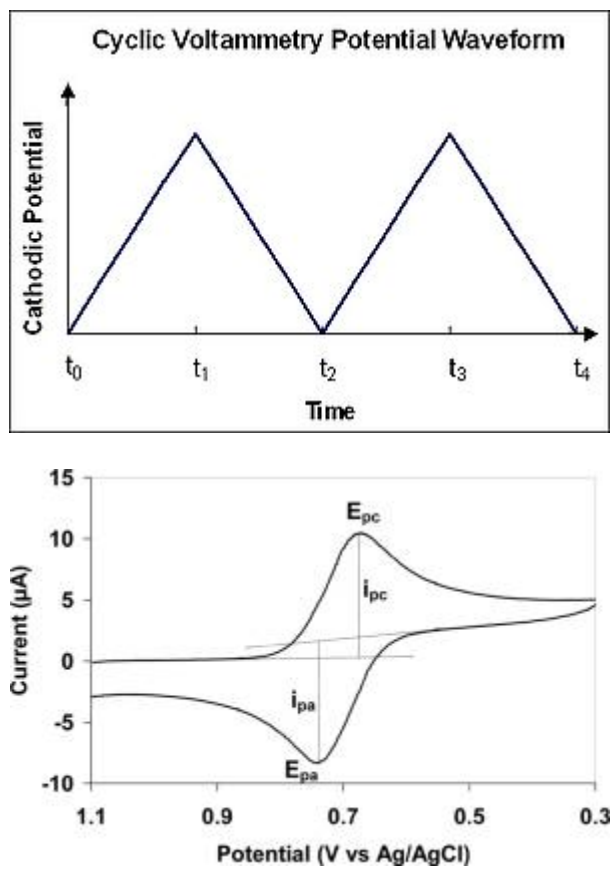 Cyclic Voltammetry Potential Waveform
Cathodic Potential
t0 t1 t2 t3 t4
Time
15
10
5
0
-5
-10
Current (µA)
Epc
ipc
ipa
Epa
1.1 0.9 0.7 0.5 0.3
Potential (V vs Ag/AgCl)